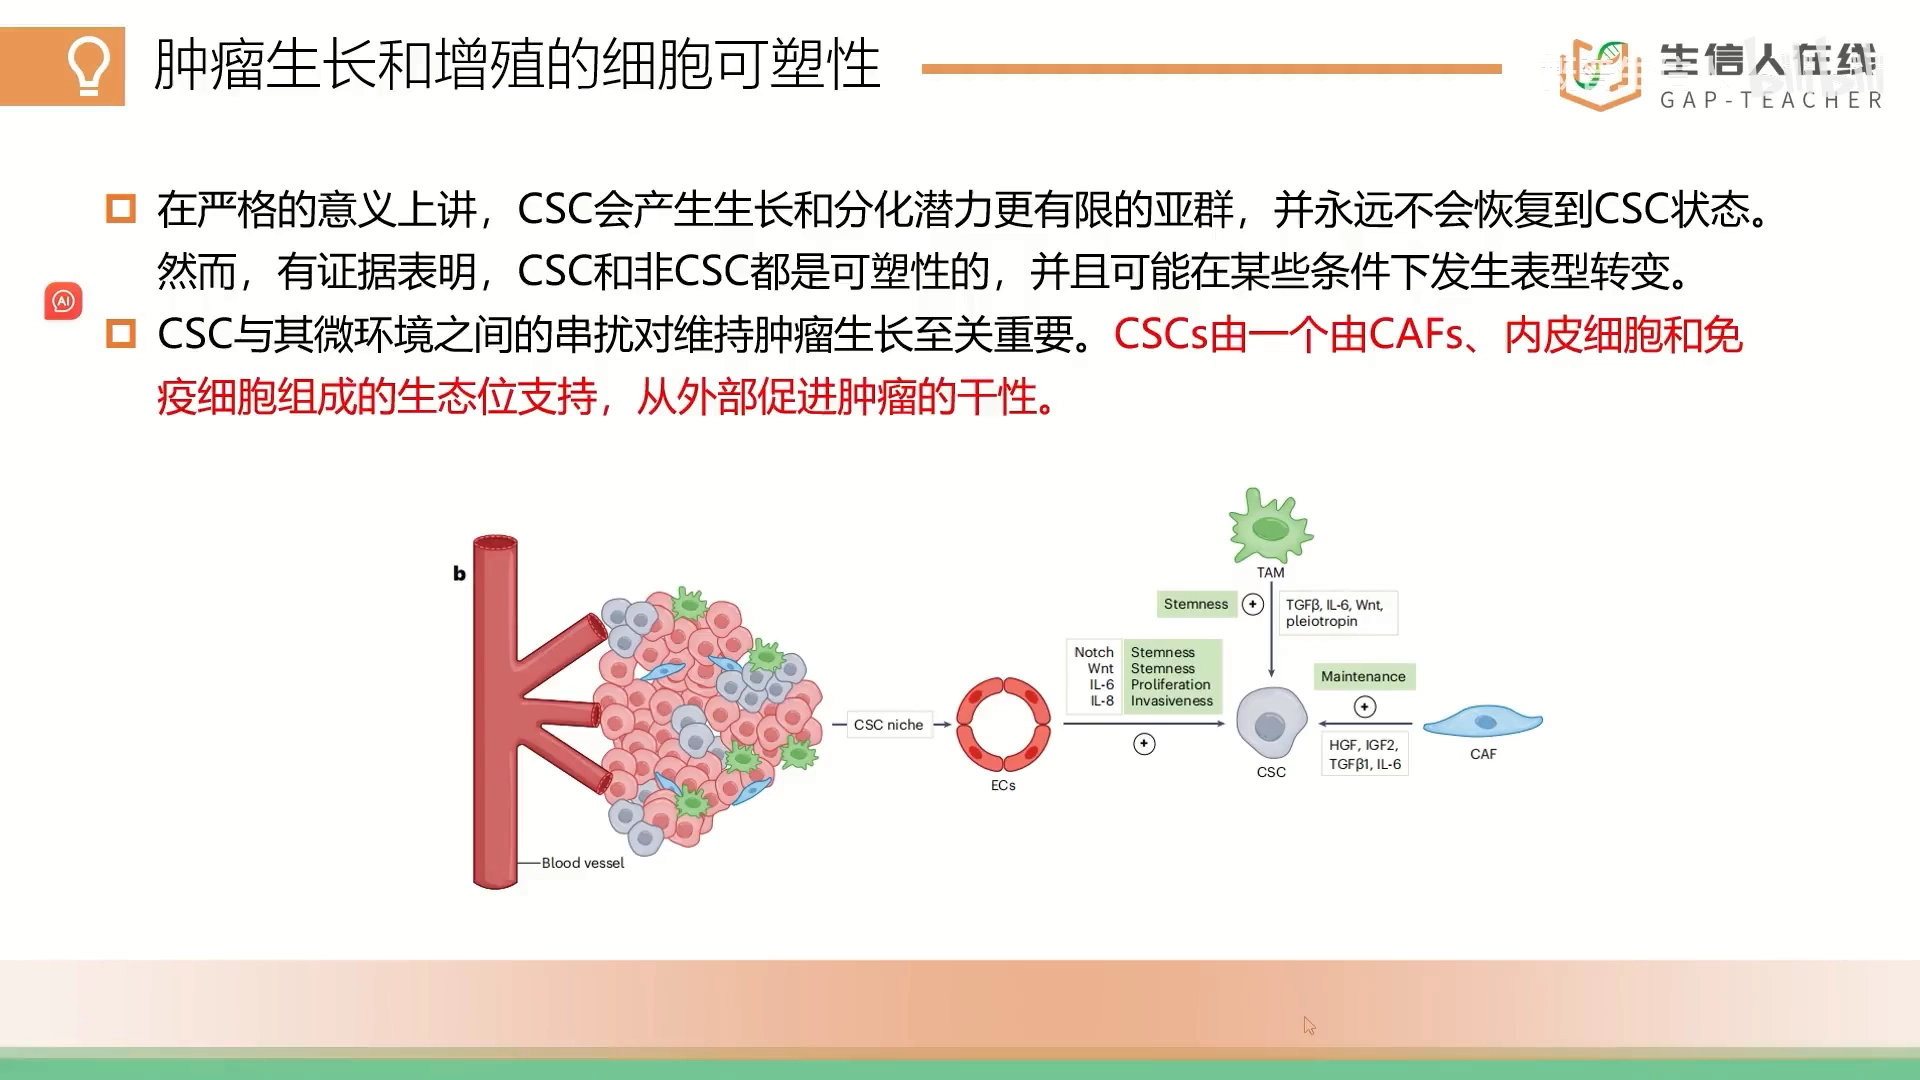 肿瘤生长和增殖的细胞可塑性
生信人在线
GAP-TEACHER
在严格的意义上讲，CSC会产生生长和分化潜力更有限的亚群，并永远不会恢复到CSC状态。
然而，有证据表明，CSC和非CSC都是可塑性的，并且可能在某些条件下发生表型转变。
AI
CSC与其微环境之间的串扰对维持肿瘤生长至关重要。CSCs由一个由CAFs、内皮细胞和免
疫细胞组成的生态位支持，从外部促进肿瘤的干性。
b
Blood vessel
CSC niche
ECs
Notch Stemness
Wnt Stemness
IL-6 Proliferation
IL-8 Invasiveness
+
TAM
Stemness +
TGFβ, IL-6, Wnt,
pleiotropin
CSC
Maintenance
+
HGF, IGF2,
TGFβ1, IL-6
CAF